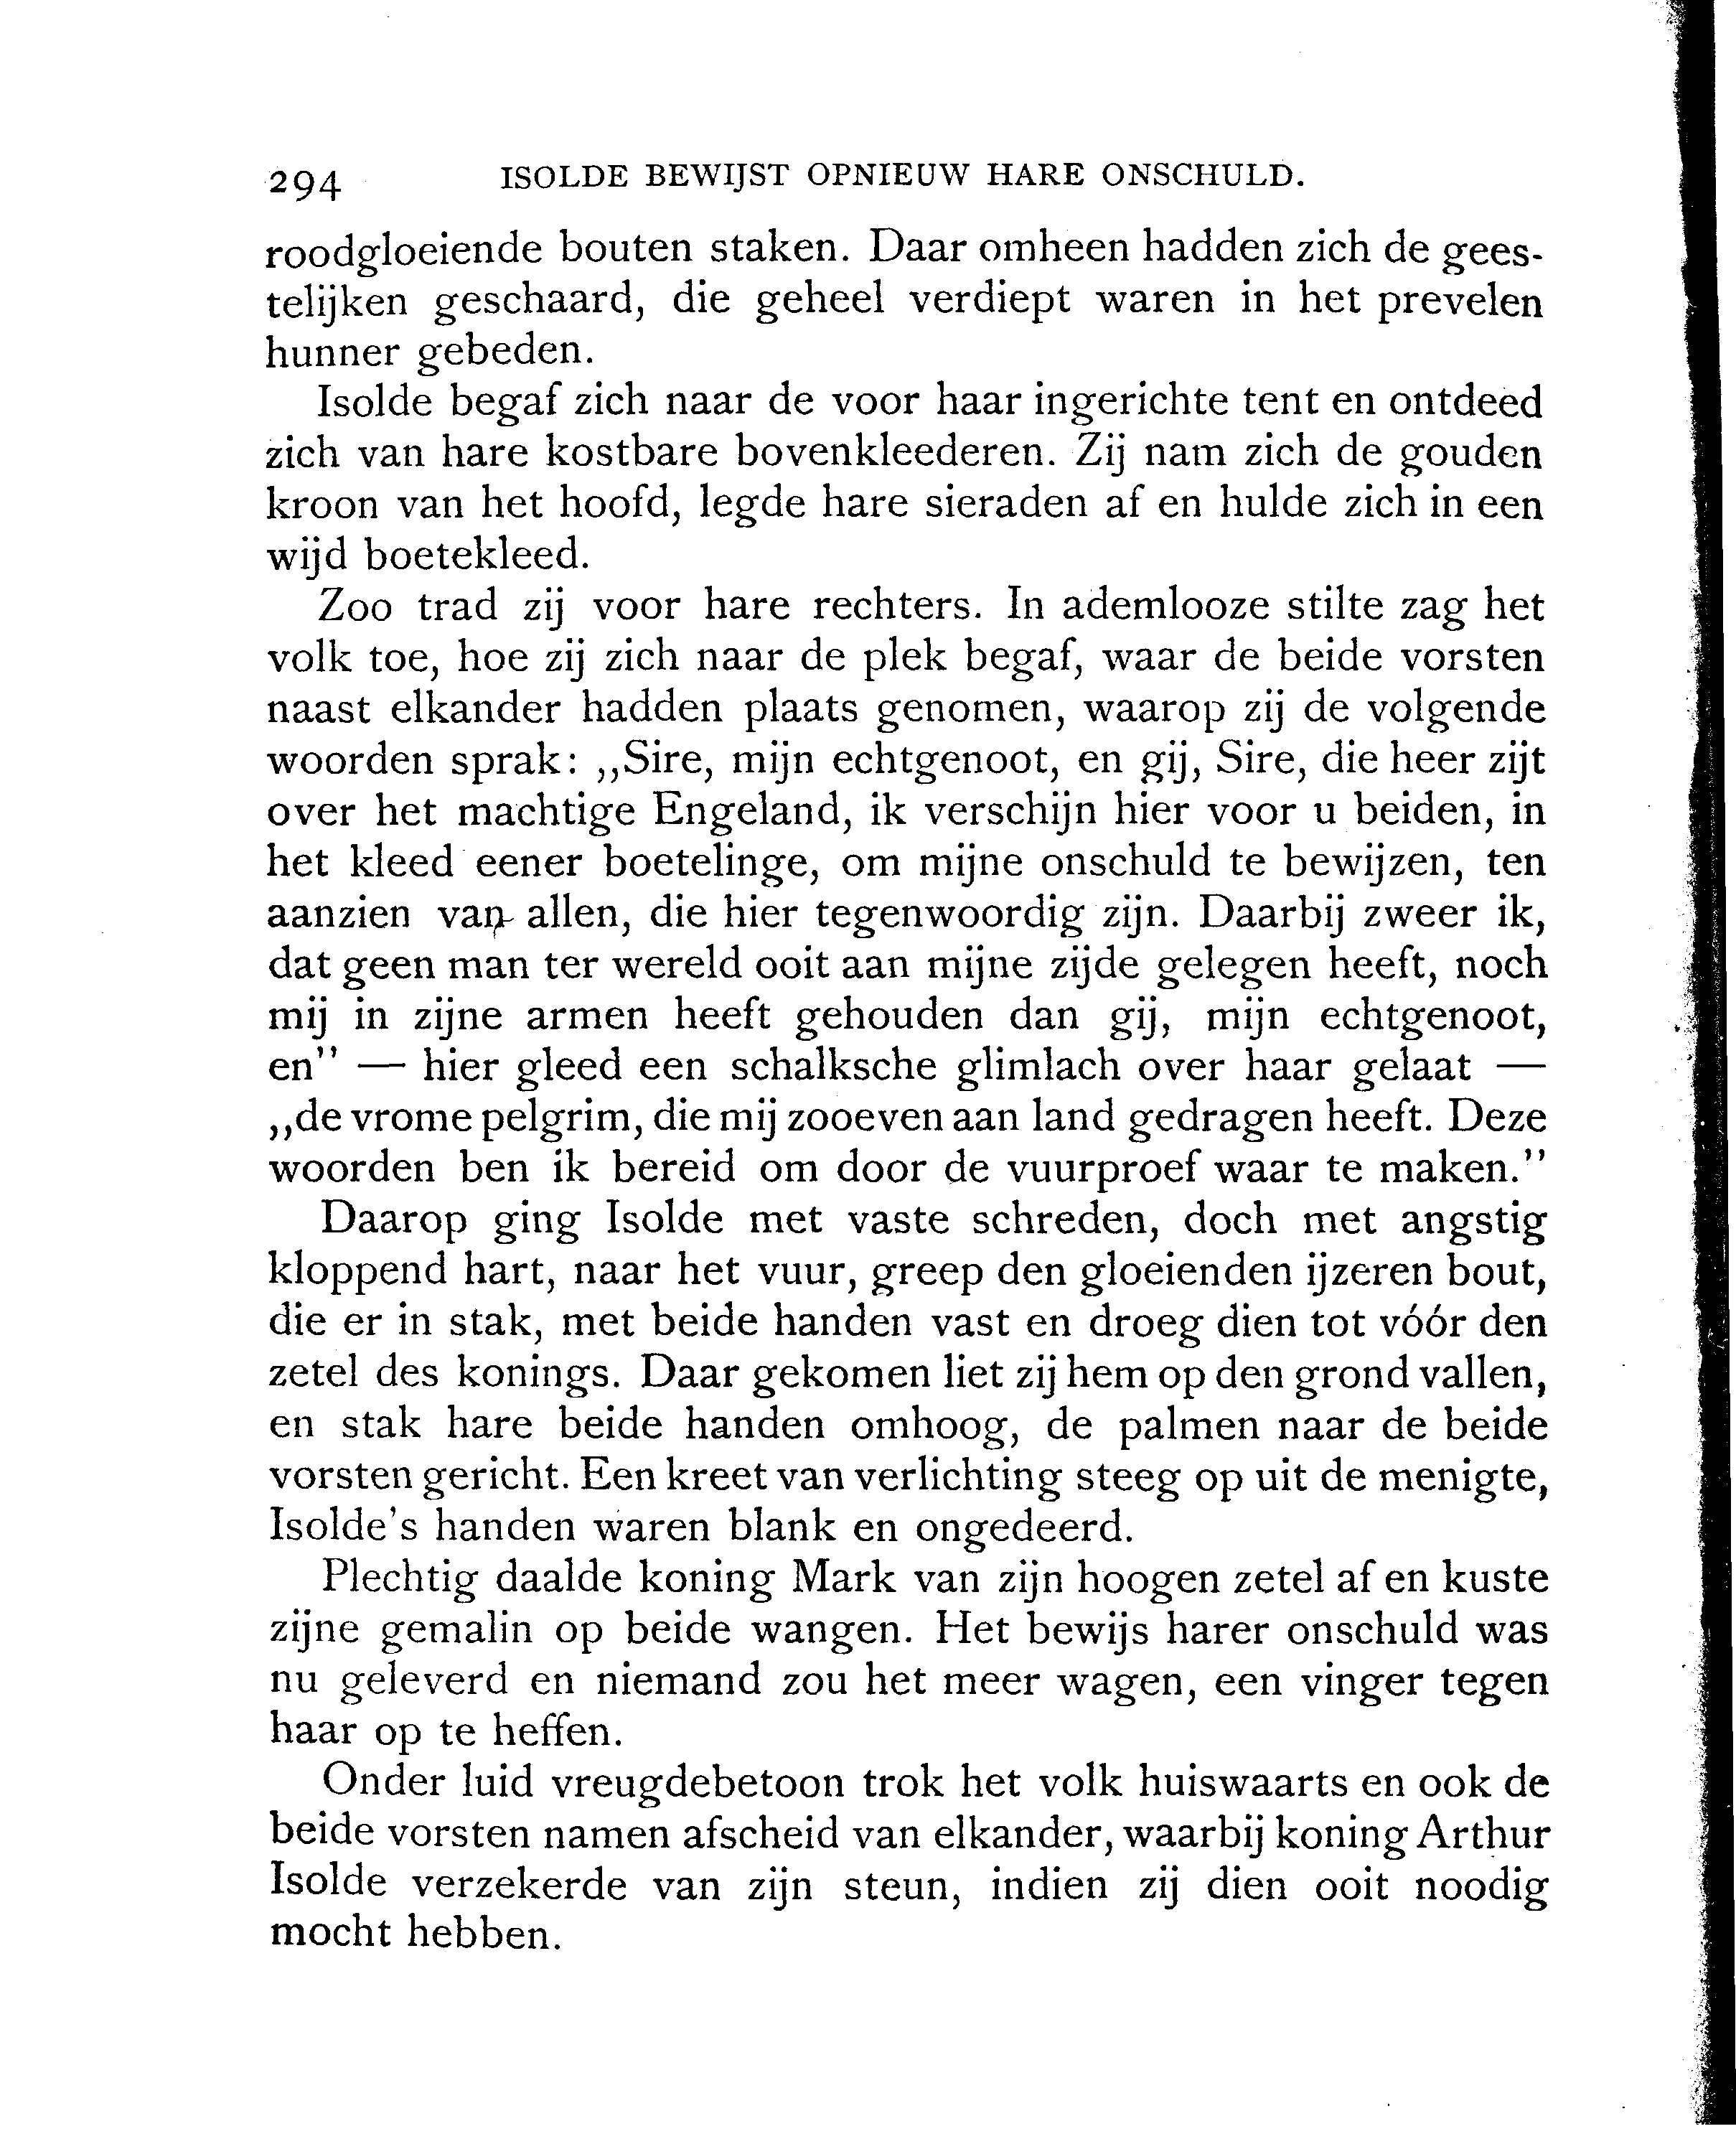 294 ISOLDE BEWIJST OPNIEUW HARE ONSCHULD.
roodgloeiende bouten staken. Daar omheen hadden zich de gees-
telijken geschaard, die geheel verdiept waren in het prevelen
hunner gebeden.
Isolde begaf zich naar de voor haar ingerichte tent en ontdeed
zich van hare kostbare bovenkleederen. Zij nam zich de gouden
kroon van het hoofd, legde hare sieraden af en hulde zich in een
wijd boetekleed.
Zoo trad zij voor hare rechters. In ademlooze stilte zag het
volk toe, hoe zij zich naar de plek begaf, waar de beide vorsten
naast elkander hadden plaats genomen, waarop zij de volgende
woorden sprak: ,,Sire, mijn echtgenoot, en gij, Sire, die heer zijt
over het machtige Engeland, ik verschijn hier voor u beiden, in
het kleed eener boetelinge, om mijne onschuld te bewijzen, ten
aanzien van allen, die hier tegenwoordig zijn. Daarbij zweer ik,
dat geen man ter wereld ooit aan mijne zijde gelegen heeft, noch
mij in zijne armen heeft gehouden dan gij, mijn echtgenoot,
en" — hier gleed een schalksche glimlach over haar gelaat —
,,de vrome pelgrim, die mij zooeven aan land gedragen heeft. Deze
woorden ben ik bereid om door de vuurproef waar te maken."
Daarop ging Isolde met vaste schreden, doch met angstig
kloppend hart, naar het vuur, greep den gloeienden ijzeren bout,
die er in stak, met beide handen vast en droeg dien tot vóór den
zetel des konings. Daar gekomen liet zij hem op den grond vallen,
en stak hare beide handen omhoog, de palmen naar de beide
vorsten gericht. Een kreet van verlichting steeg op uit de menigte,
Isolde's handen waren blank en ongedeerd.
Plechtig daalde koning Mark van zijn hoogen zetel af en kuste
zijne gemalin op beide wangen. Het bewijs harer onschuld was
nu geleverd en niemand zou het meer wagen, een vinger tegen
haar op te heffen.
Onder luid vreugdebetoon trok het volk huiswaarts en ook de
beide vorsten namen afscheid van elkander, waarbij koning Arthur
Isolde verzekerde van zijn steun, indien zij dien ooit noodig
mocht hebben.